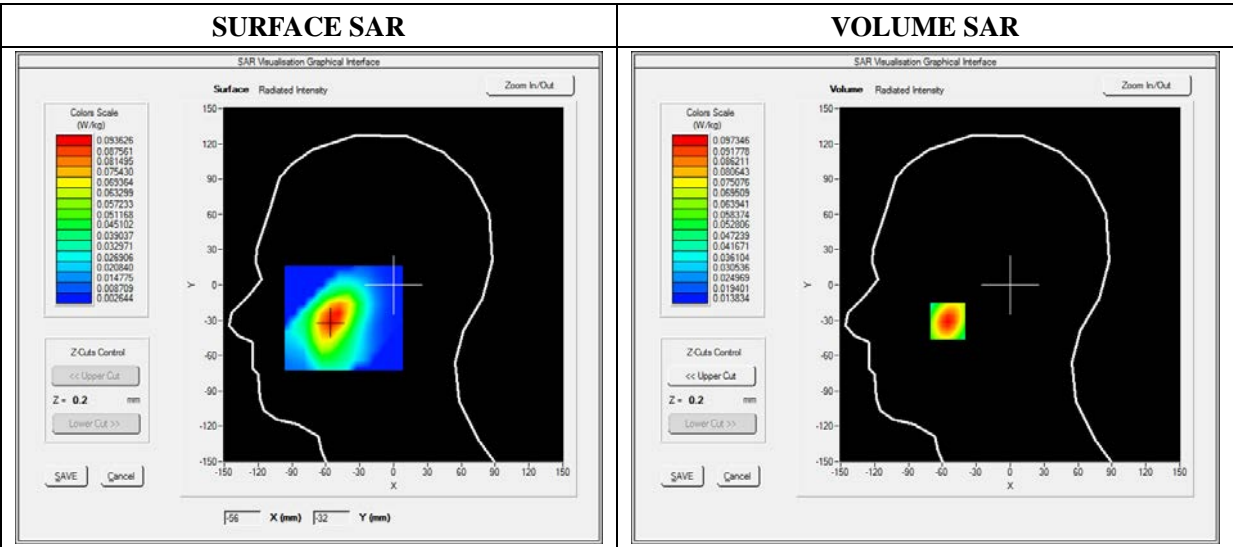 SURFACE SAR
SAR Visualisation Graphical Interface
Surface Radiated Intensity
Zoom In/Out
Colors Scale
(W/kg)
0.093626
0.087561
0.081495
0.075430
0.069364
0.063299
0.057233
0.051168
0.045102
0.039037
0.032971
0.026906
0.020840
0.014775
0.008709
0.002644
Z-Cuts Control
<< Upper Cut
Z = 0.2 mm
Lower Cut >>
SAVE Cancel
150
120
90
60
30
0
-30
-60
-90
-120
-150
Y
-150 -120 -90 -60 -30 0 30 60 90 120 150
X
-56 X (mm) -32 Y (mm)
VOLUME SAR
SAR Visualisation Graphical Interface
Volume Radiated Intensity
Zoom In/Out
Colors Scale
(W/kg)
0.097346
0.091778
0.086211
0.080643
0.075076
0.069509
0.063941
0.058374
0.052806
0.047239
0.041671
0.036104
0.030536
0.024969
0.019401
0.013834
Z-Cuts Control
<< Upper Cut
Z = 0.2 mm
Lower Cut >>
SAVE Cancel
150
120
90
60
30
0
-30
-60
-90
-120
-150
Y
-150 -120 -90 -60 -30 0 30 60 90 120 150
X